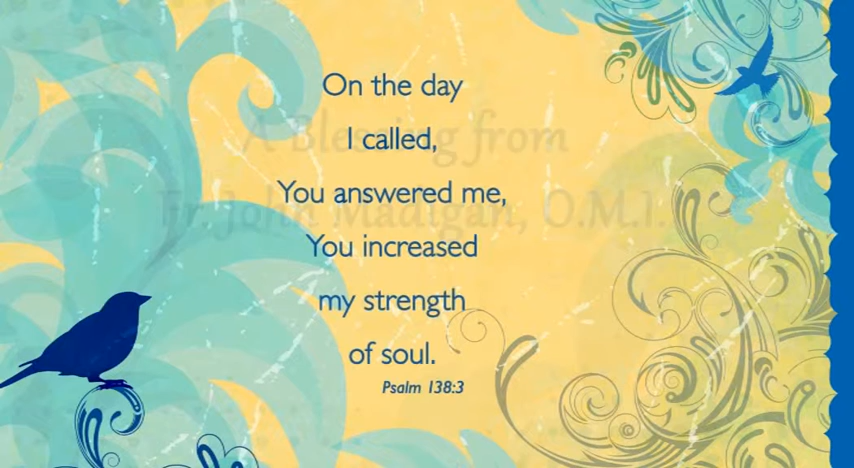 On the day
A Blessing from
I called,
You answered me,
Fr. John Madigan, O.M.I.
You increased
my strength
of soul.
Psalm 138:3